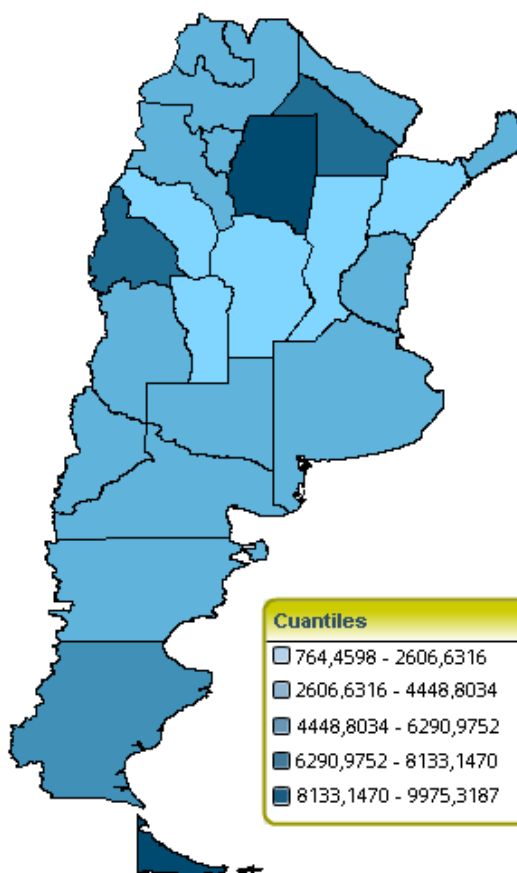 Cuantiles
764,4598 - 2606,6316
2606,6316 - 4448,8034
4448,8034 - 6290,9752
6290,9752 - 8133,1470
8133,1470 - 9975,3187